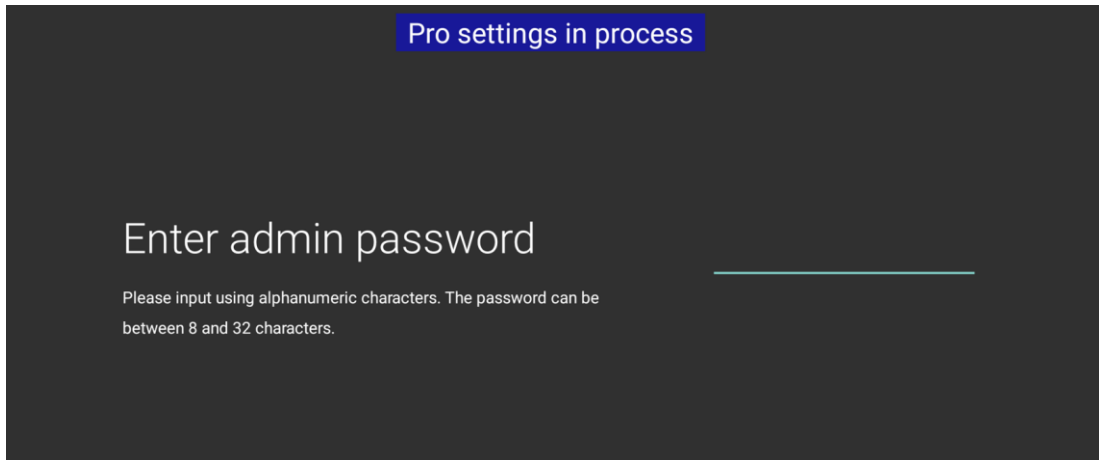 Pro settings in process
Enter admin password
Please input using alphanumeric characters. The password can be
between 8 and 32 characters.